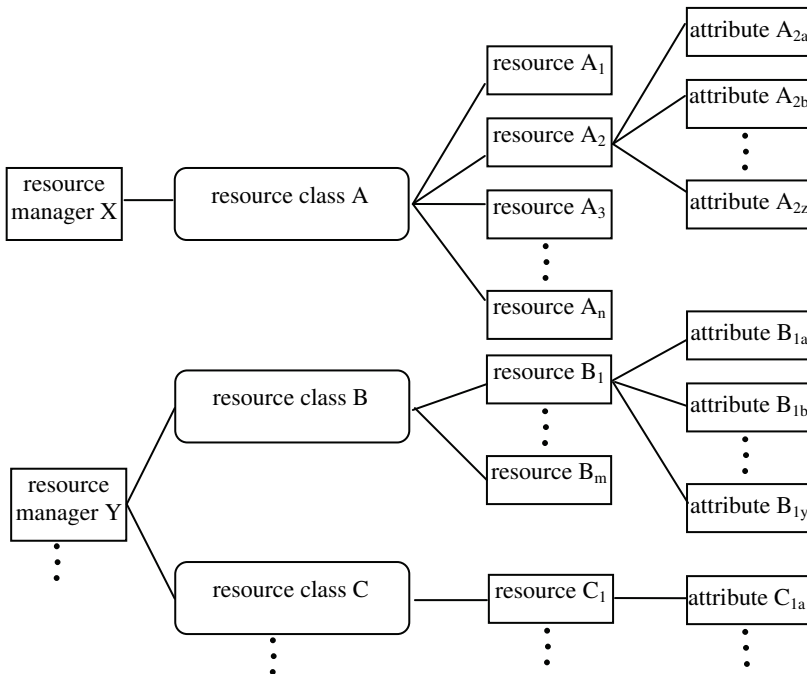 attribute A2a
resource A1
attribute A2b
resource A2
resource
manager X
resource class A
resource A3
attribute A2z
resource An
attribute B1a
resource B1
resource class B
attribute B1b
resource Bm
resource
manager Y
attribute B1y
resource class C
resource C1
attribute C1a